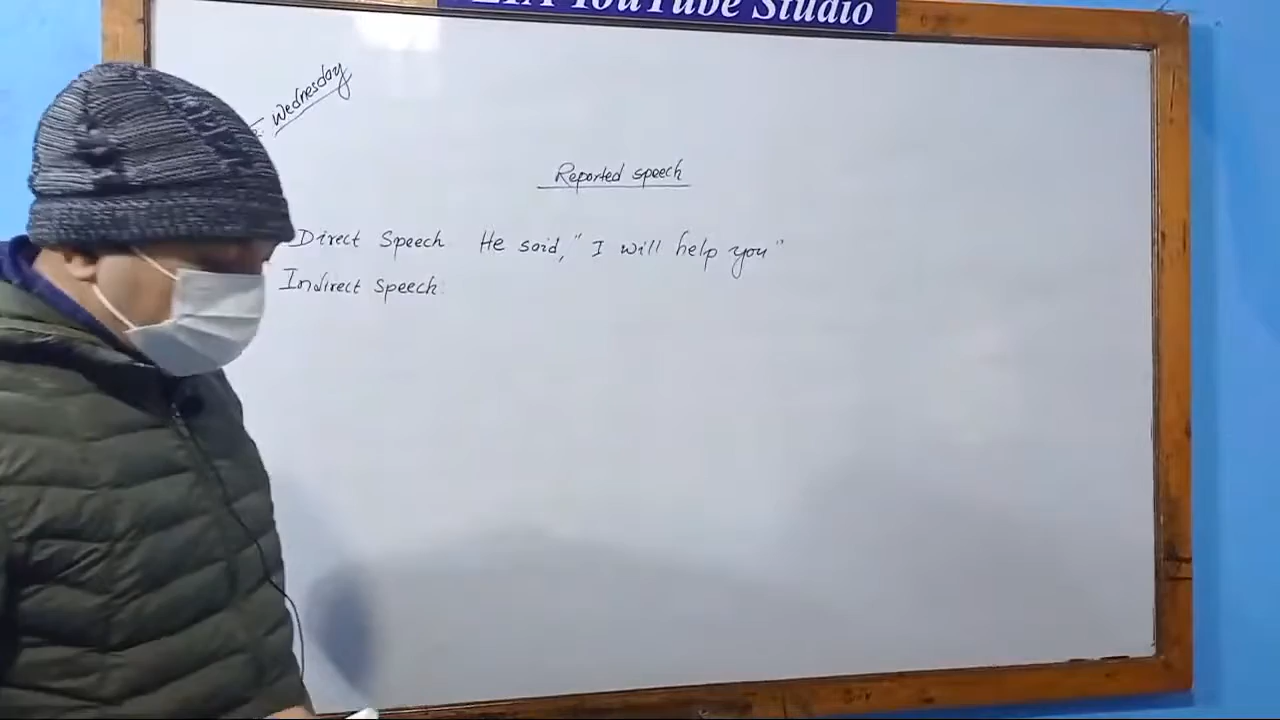 YouTube Studio
Wednesday
Reported speech
Direct Speech He said, "I will help you"
Indirect Speech: